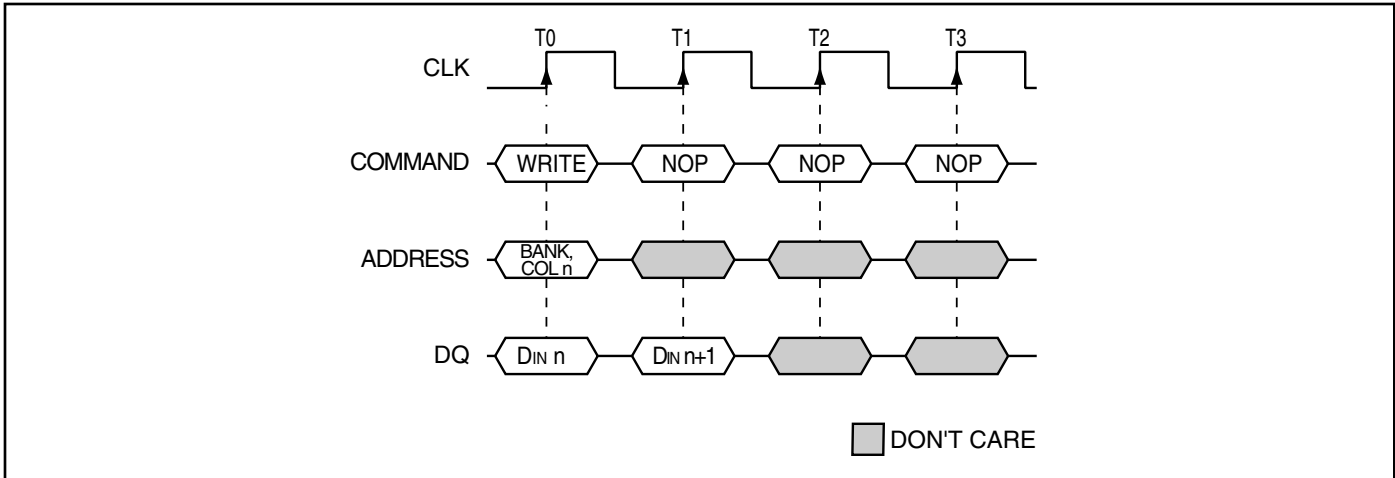 T0 T1 T2 T3
CLK
COMMAND WRITE NOP NOP NOP
ADDRESS BANK,
COL n
DQ DIN n DIN n+1
DON'T CARE